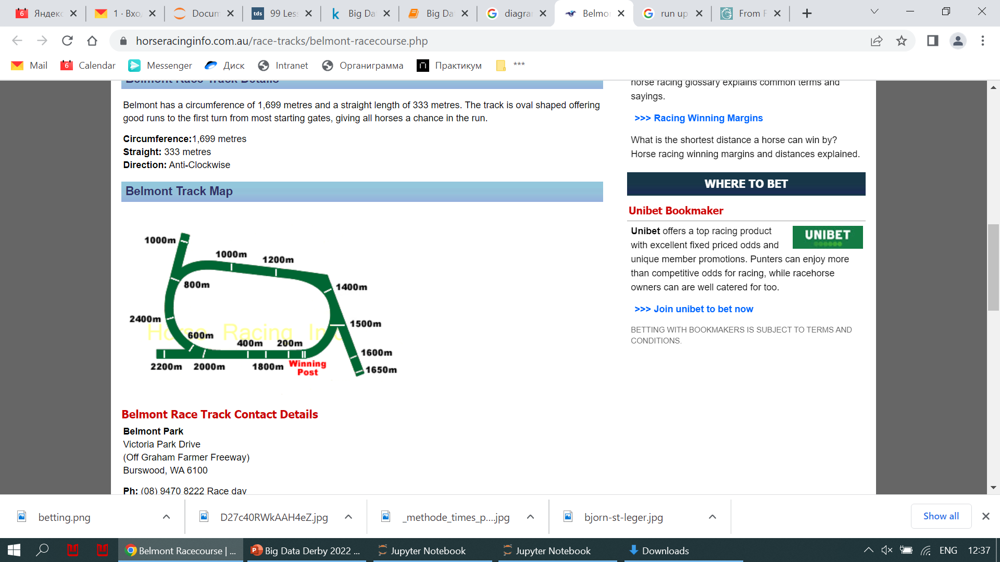 Яндекс
1 · Вхо
Docum
tds
99 Less
k
Big Da
Big Da
diagra
Belmo
run up
From F
horseracinginfo.com.au/race-tracks/belmont-racecourse.php
Mail
6
Calendar
Messenger
Диск
Intranet
Органиграмма
Практикум
***
Belmont Race Track Details
Belmont has a circumference of 1,699 metres and a straight length of 333 metres. The track is oval shaped offering
good runs to the first turn from most starting gates, giving all horses a chance in the run.
Circumference:1,699 metres
Straight: 333 metres
Direction: Anti-Clockwise
Belmont Track Map
1000m
1000m
1200m
800m
1400m
2400m
1500m
Horse Racing Info
600m
400m
200m
1600m
2200m
2000m
1800m
Winning
Post
1650m
Belmont Race Track Contact Details
Belmont Park
Victoria Park Drive
(Off Graham Farmer Freeway)
Burswood, WA 6100
Ph: (08) 9470 8222 Race day
horse racing glossary explains common terms and
sayings.
>>> Racing Winning Margins
What is the shortest distance a horse can win by?
Horse racing winning margins and distances explained.
WHERE TO BET
Unibet Bookmaker
Unibet offers a top racing product
with excellent fixed priced odds and
unique member promotions. Punters can enjoy more
than competitive odds for racing, while racehorse
owners can are well catered for too.
UNIBET
>>> Join unibet to bet now
BETTING WITH BOOKMAKERS IS SUBJECT TO TERMS AND
CONDITIONS.
betting.png
D27c40RWkAAH4eZ.jpg
_methode_times_p....jpg
bjorn-st-leger.jpg
Show all
Belmont Racecourse | ...
Big Data Derby 2022 ...
Jupyter Notebook
Jupyter Notebook
Downloads
ENG
12:37